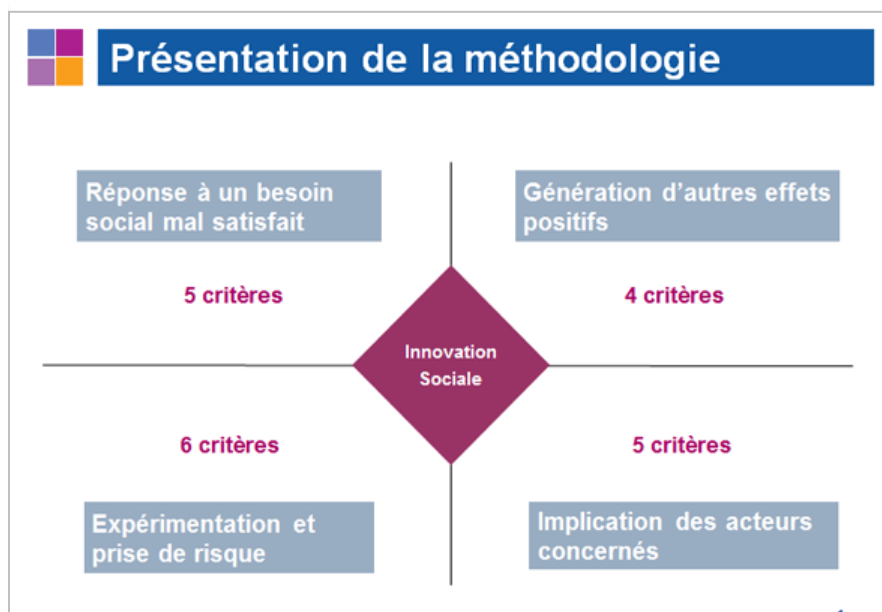 Présentation de la méthodologie
Réponse à un besoin
social mal satisfait
5 critères
Génération d'autres effets
positifs
4 critères
Innovation
Sociale
6 critères
Expérimentation et
prise de risque
5 critères
Implication des acteurs
concernés